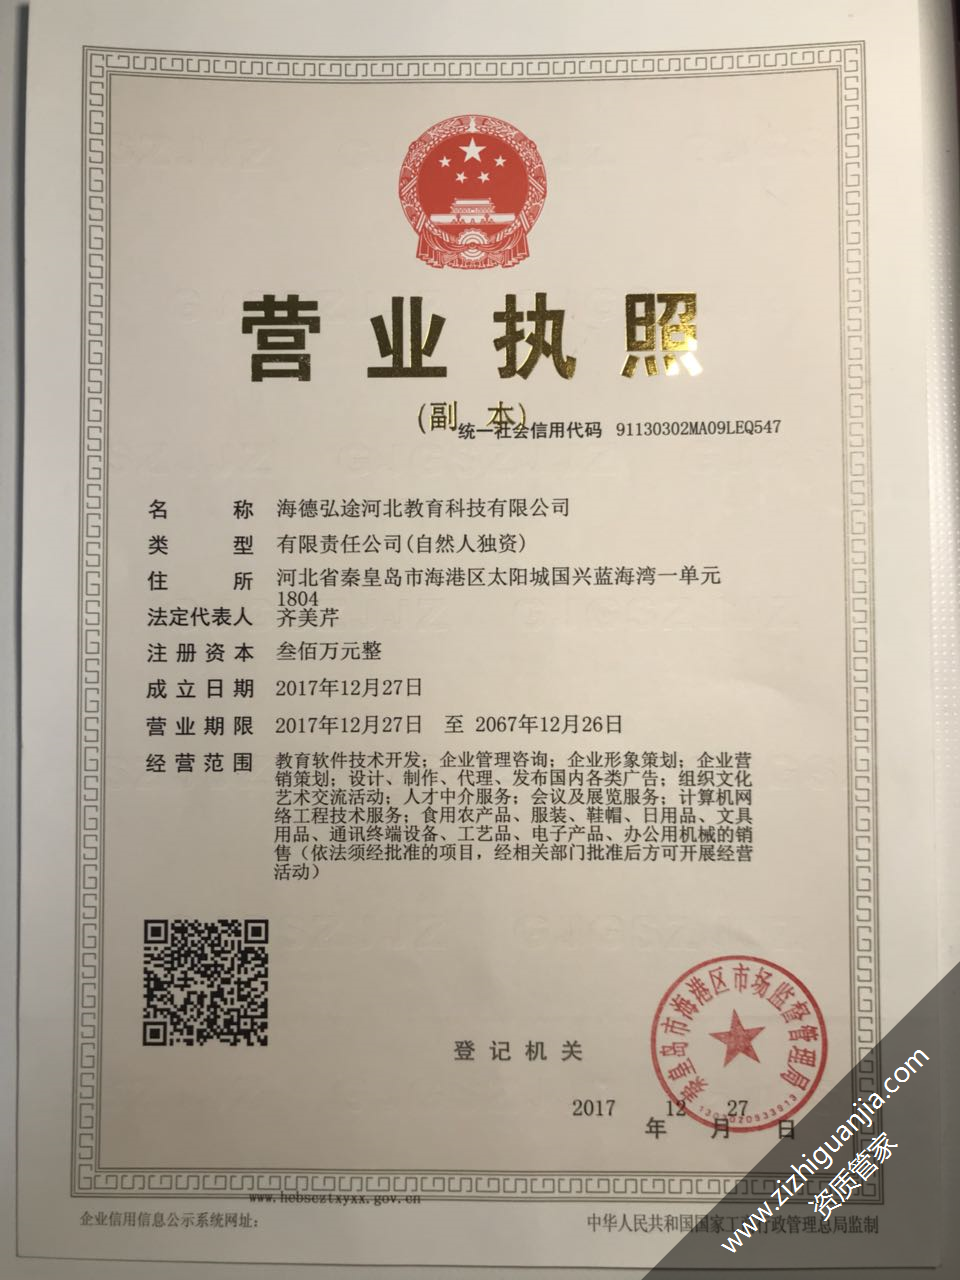 营业执照
(副 本)
统一社会信用代码 91130302MA09LEQ547
名 称 海德弘途河北教育科技有限公司
类 型 有限责任公司(自然人独资)
住 所 河北省秦皇岛市海港区太阳城国兴蓝海湾一单元
1804
法定代表人 齐美芹
注册资本 叁佰万元整
成立日期 2017年12月27日
营业期限 2017年12月27日 至 2067年12月26日
经营范围 教育软件技术开发；企业管理咨询；企业形象策划；企业营
销策划；设计、制作、代理、发布国内各类广告；组织文化
艺术交流活动；人才中介服务；会议及展览服务；计算机网
络工程技术服务；食用农产品、服装、鞋帽、日用品、文具
用品、通讯终端设备、工艺品、电子产品、办公用机械的销
售（依法须经批准的项目，经相关部门批准后方可开展经营
活动）
秦皇岛市海港区市场监督管理局
1303020933913
登记机关
2017 12 27
年 月 日
www.hebscztxyxx.gov.cn
企业信用信息公示系统网址：
中华人民共和国国家工商行政管理总局监制
www.zizhiguanjia.com
资质管家